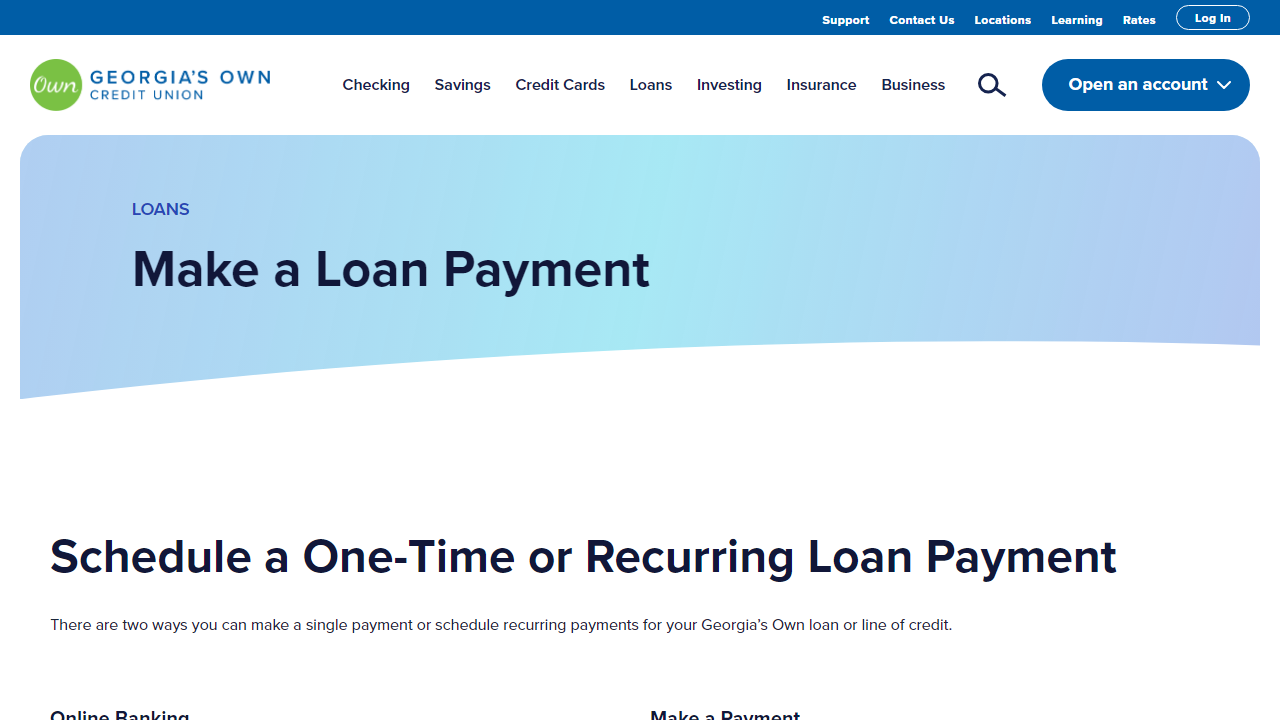 Support Contact Us Locations Learning Rates Log In
Own GEORGIA'S OWN
CREDIT UNION
Checking Savings Credit Cards Loans Investing Insurance Business Open an account
LOANS
Make a Loan Payment
Schedule a One-Time or Recurring Loan Payment
There are two ways you can make a single payment or schedule recurring payments for your Georgia’s Own loan or line of credit.
Online Banking Make a Payment